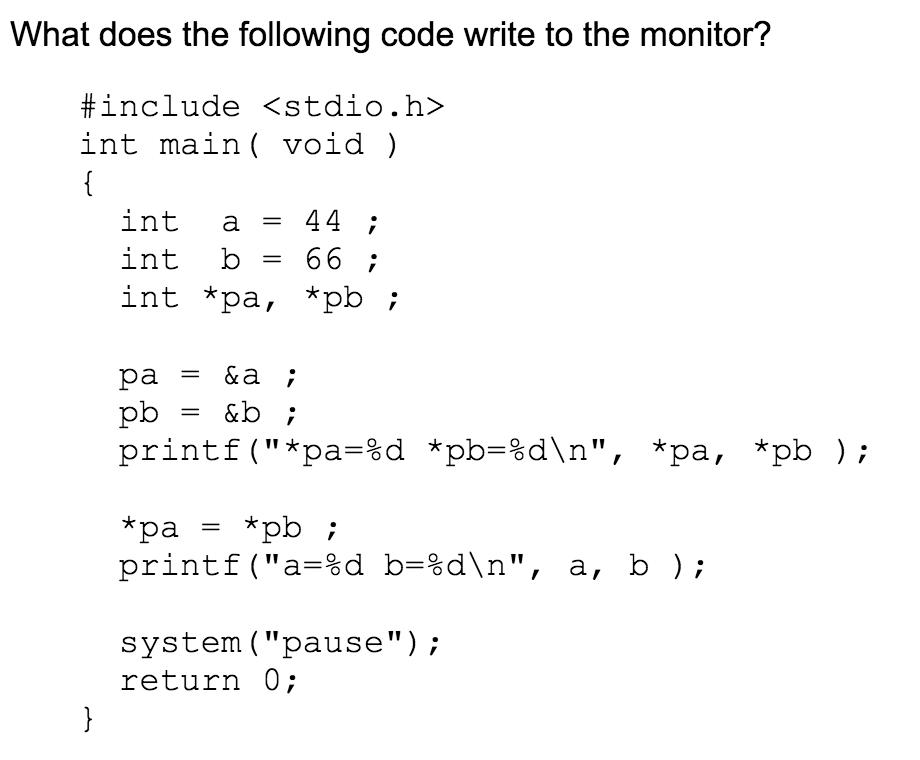 What does the following code write to the monitor?
#include <stdio.h>
int main( void )
{
int a = 44 ;
int b = 66 ;
int *pa, *pb ;
pa = &a ;
pb = &b ;
printf("*pa=%d *pb=%d\n", *pa, *pb );
*pa = *pb ;
printf("a=%d b=%d\n", a, b );
system("pause");
return 0;
}